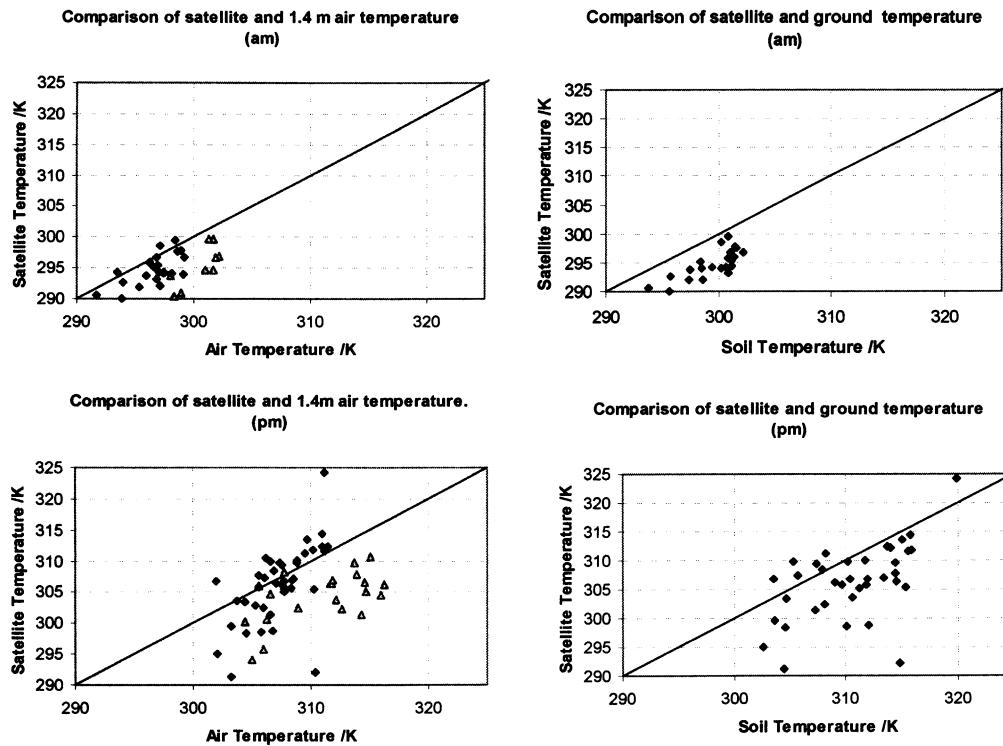 Comparison of satellite and 1.4 m air temperature
(am)
325
320
315
310
305
300
295
290
290 300 310 320
Satellite Temperature /K
Air Temperature /K
Comparison of satellite and ground temperature
(am)
325
320
315
310
305
300
295
290
290 300 310 320
Satellite Temperature /K
Soil Temperature /K
Comparison of satellite and 1.4m air temperature.
(pm)
325
320
315
310
305
300
295
290
290 300 310 320
Satellite Temperature /K
Air Temperature /K
Comparison of satellite and ground temperature
(pm)
325
320
315
310
305
300
295
290
290 300 310 320
Satellite Temperature /K
Soil Temperature /K